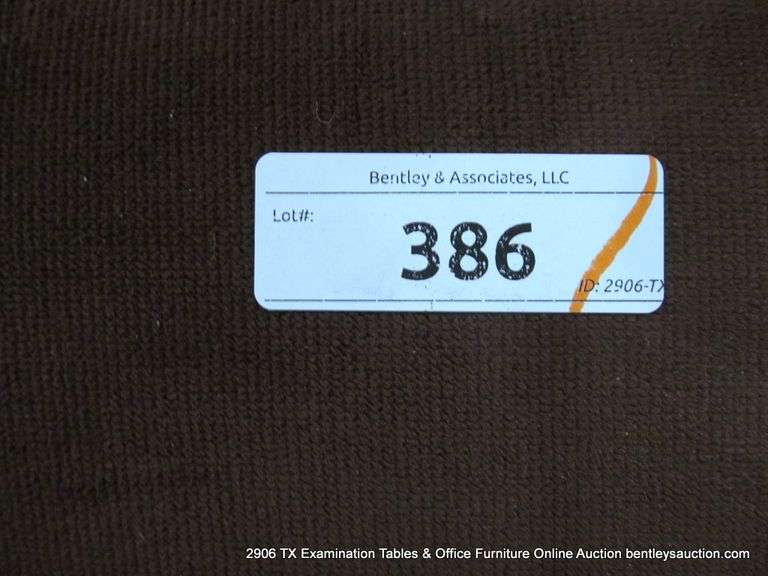 Bentley & Associates, LLC
Lot#:
386
ID: 2906-TX
2906 TX Examination Tables & Office Furniture Online Auction bentleysauction.com